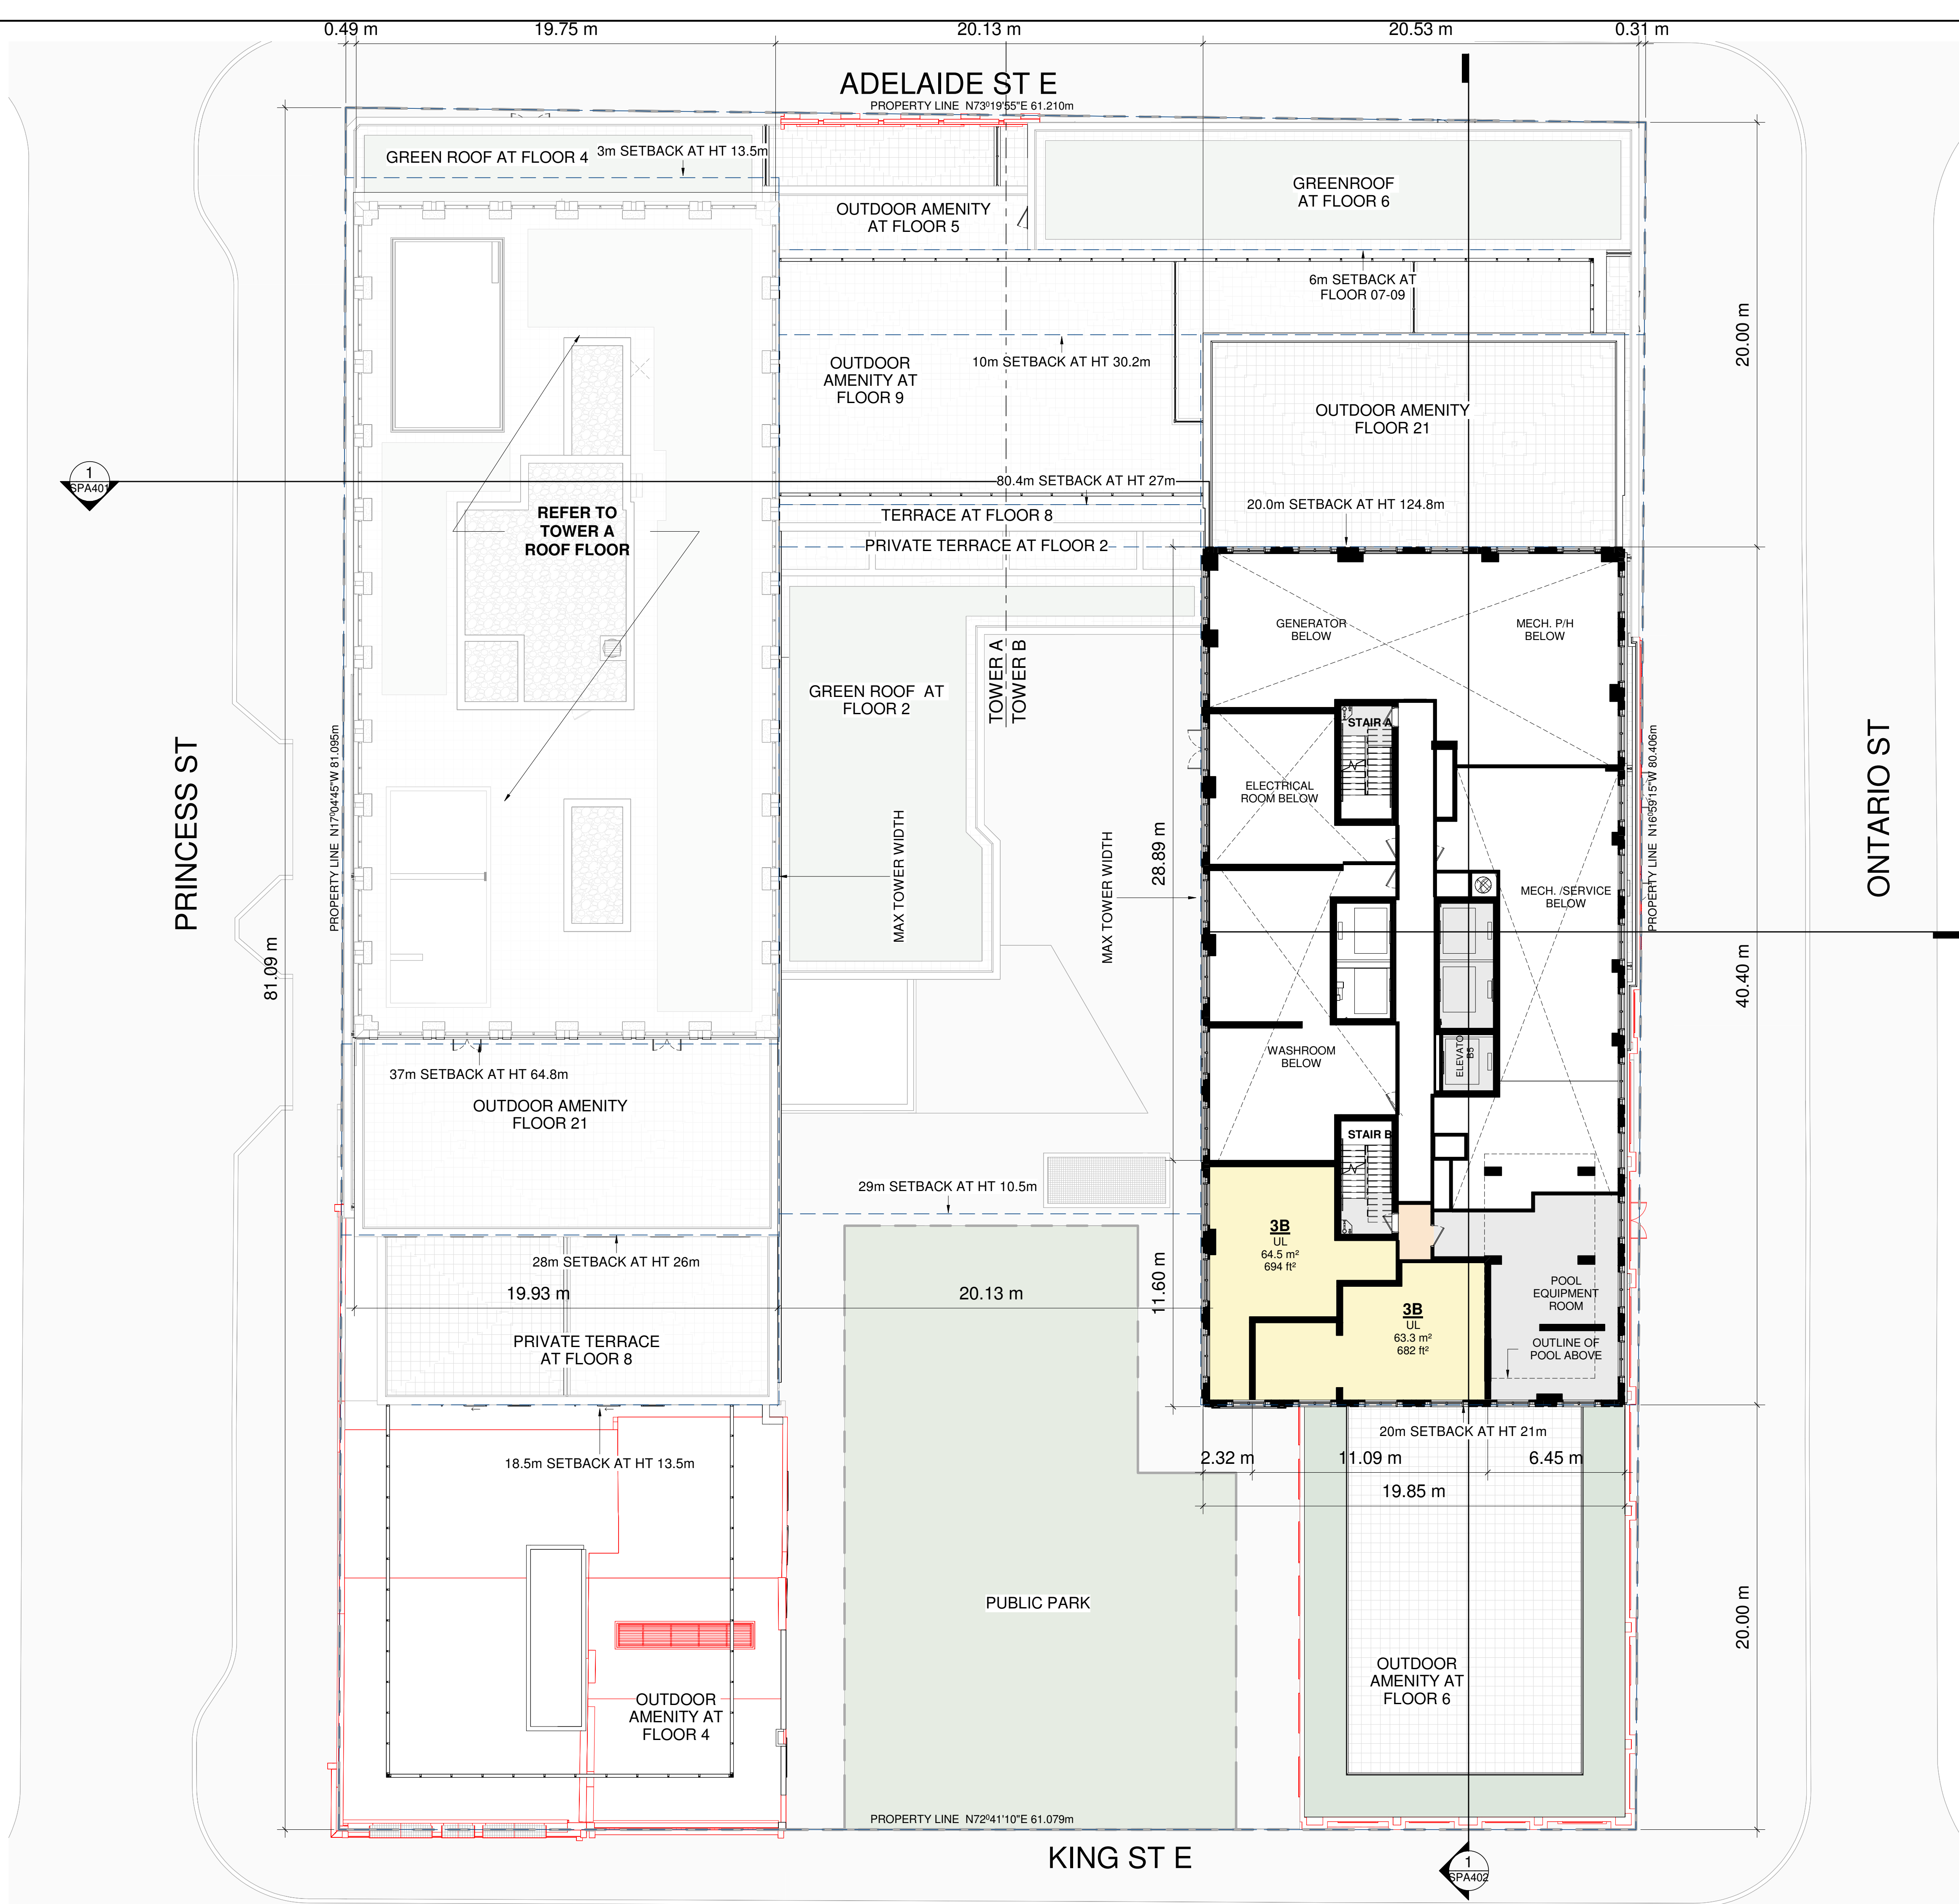 0.49 m
19.75 m
20.13 m
20.53 m
0.31 m
ADELAIDE ST E
PROPERTY LINE N73⁰19'55"E 61.210m
GREEN ROOF AT FLOOR 4
3m SETBACK AT HT 13.5m
GREENROOF
AT FLOOR 6
OUTDOOR AMENITY
AT FLOOR 5
6m SETBACK AT
FLOOR 07-09
20.00 m
OUTDOOR
AMENITY AT
FLOOR 9
10m SETBACK AT HT 30.2m
OUTDOOR AMENITY
FLOOR 21
1
SPA401
80.4m SETBACK AT HT 27m
20.0m SETBACK AT HT 124.8m
REFER TO
TOWER A
ROOF FLOOR
TERRACE AT FLOOR 8
PRIVATE TERRACE AT FLOOR 2
GENERATOR
BELOW
MECH. P/H
BELOW
TOWER A
TOWER B
GREEN ROOF AT
FLOOR 2
STAIR A
PRINCESS ST
PROPERTY LINE N17⁰04'45"W 81.095m
81.09 m
ELECTRICAL
ROOM BELOW
MAX TOWER WIDTH
MAX TOWER WIDTH
28.89 m
PROPERTY LINE N16⁰59'15"W 80.406m
ONTARIO ST
MECH. /SERVICE
BELOW
40.40 m
37m SETBACK AT HT 64.8m
WASHROOM
BELOW
ELEVATO
B5
OUTDOOR AMENITY
FLOOR 21
STAIR B
29m SETBACK AT HT 10.5m
28m SETBACK AT HT 26m
3B
UL
64.5 m²
694 ft²
19.93 m
20.13 m
11.60 m
POOL
EQUIPMENT
ROOM
3B
UL
63.3 m²
682 ft²
PRIVATE TERRACE
AT FLOOR 8
OUTLINE OF
POOL ABOVE
20m SETBACK AT HT 21m
18.5m SETBACK AT HT 13.5m
2.32 m
11.09 m
6.45 m
19.85 m
PUBLIC PARK
20.00 m
OUTDOOR
AMENITY AT
FLOOR 6
OUTDOOR
AMENITY AT
FLOOR 4
PROPERTY LINE N72⁰41'10"E 61.079m
KING ST E
1
SPA402